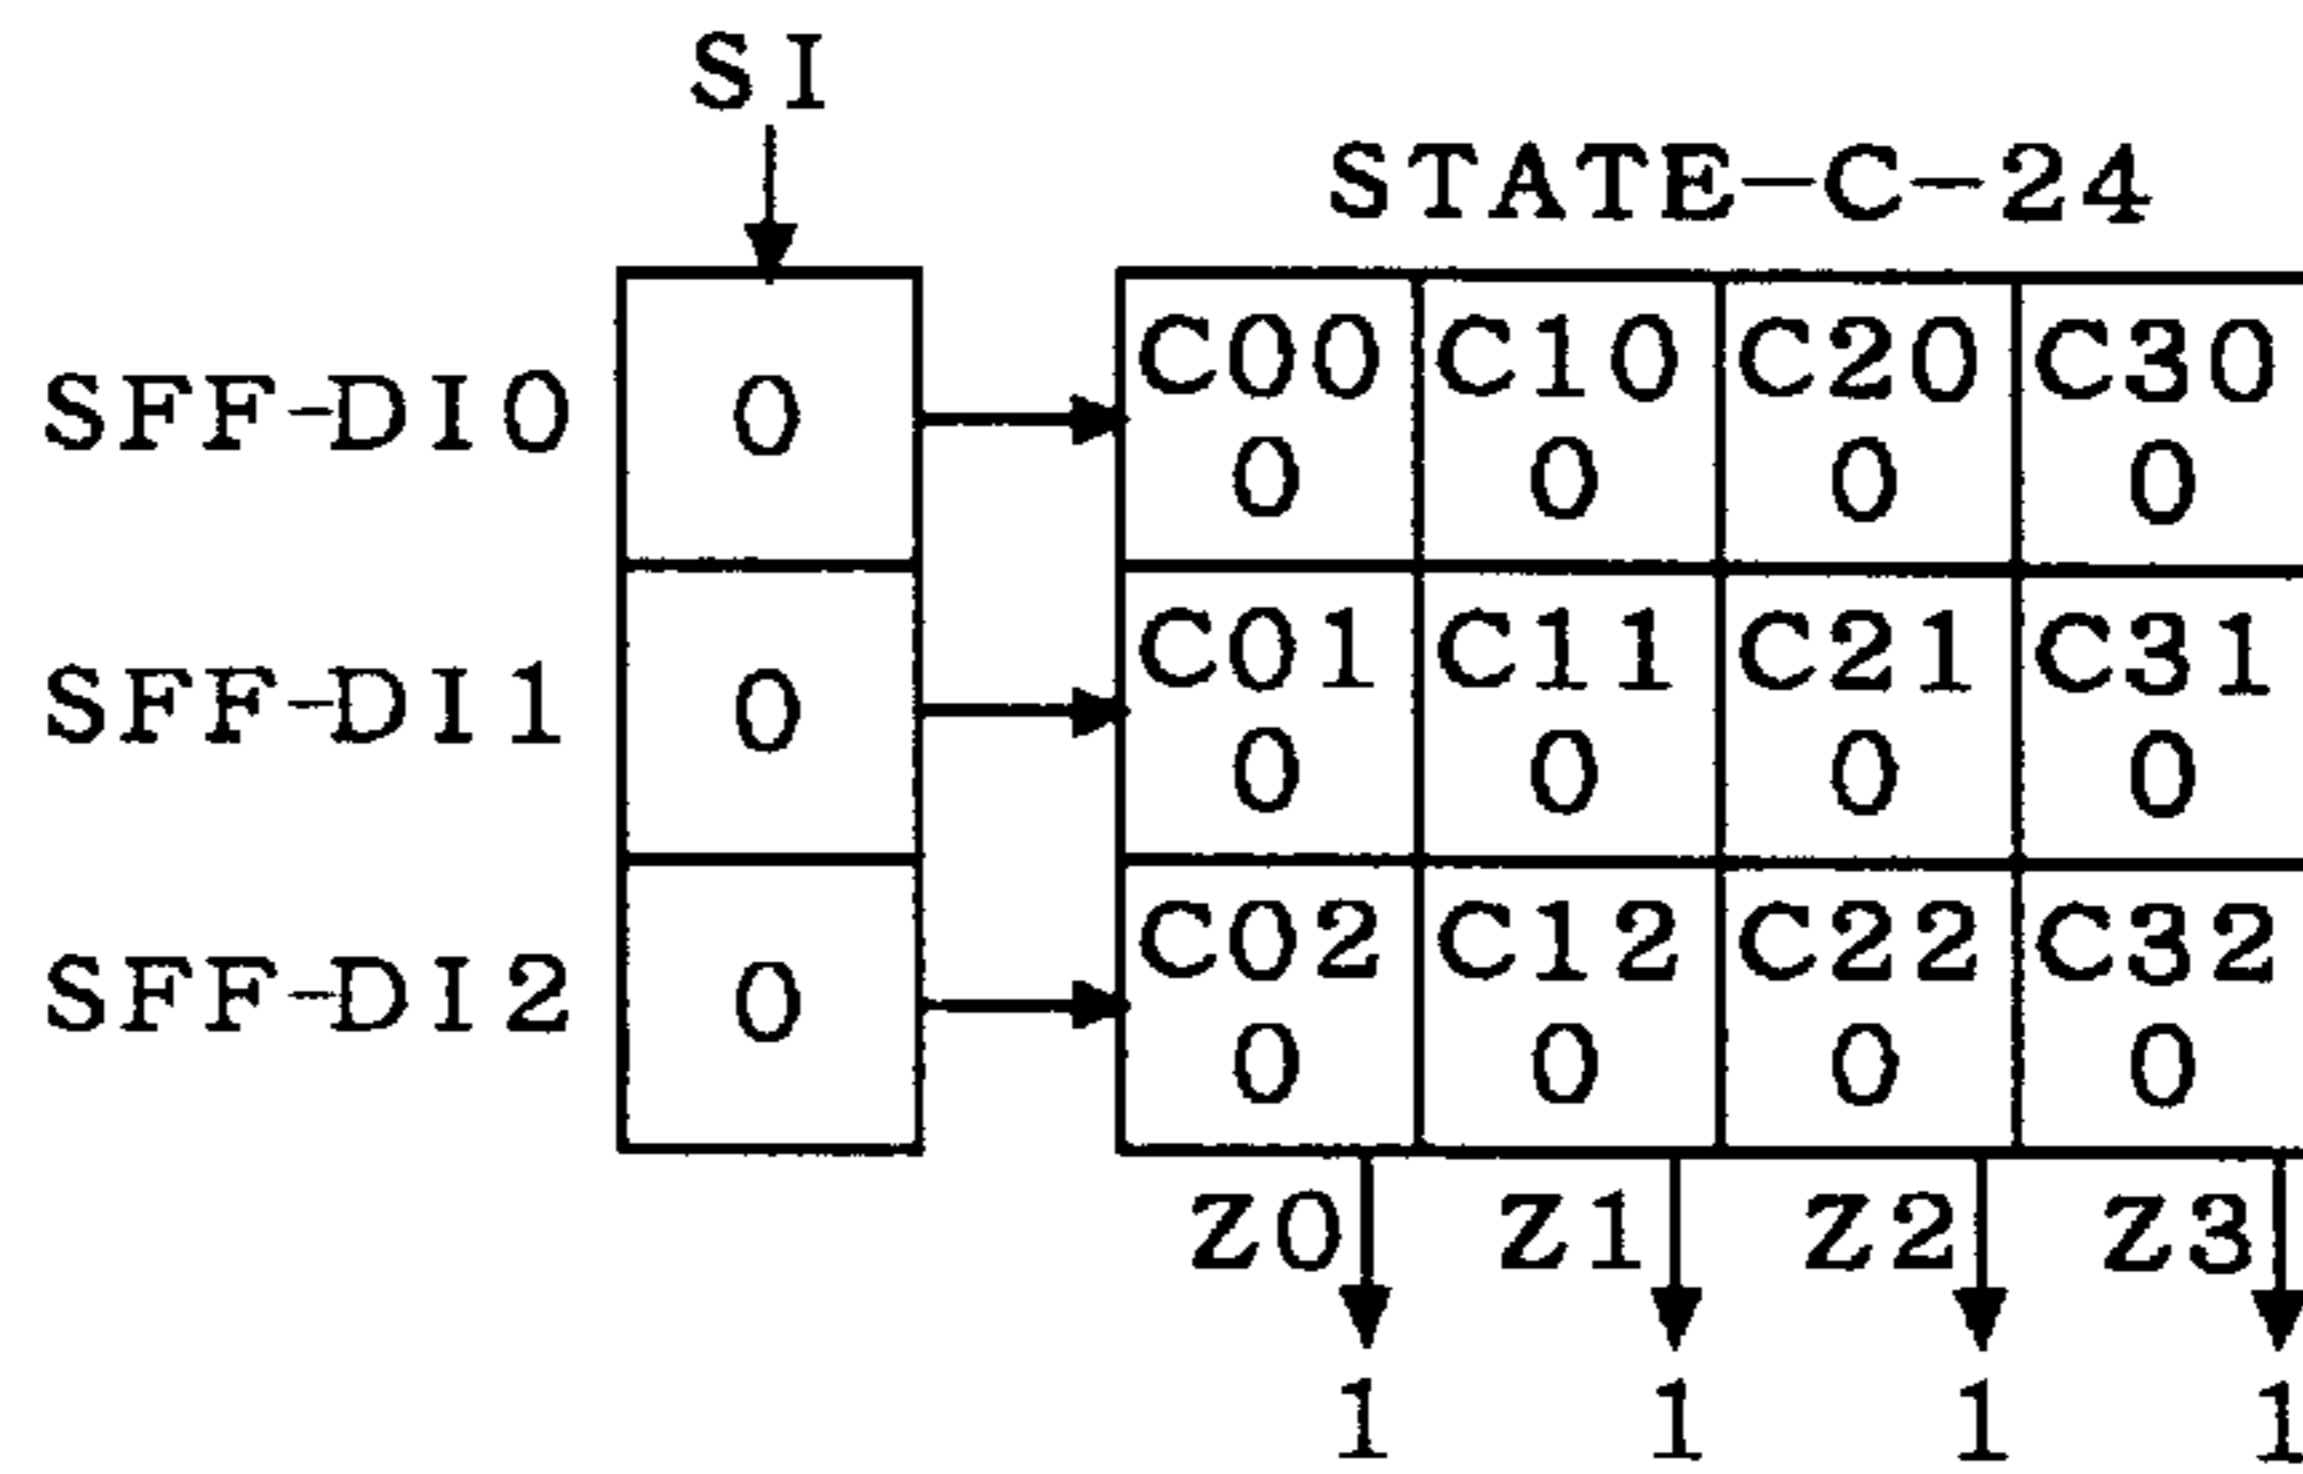 SI
STATE-C-24
SFF-DI0 0 C00 C10 C20 C30
0 0 0 0
SFF-DI1 0 C01 C11 C21 C31
0 0 0 0
SFF-DI2 0 C02 C12 C22 C32
0 0 0 0
Z0 Z1 Z2 Z3
1 1 1 1